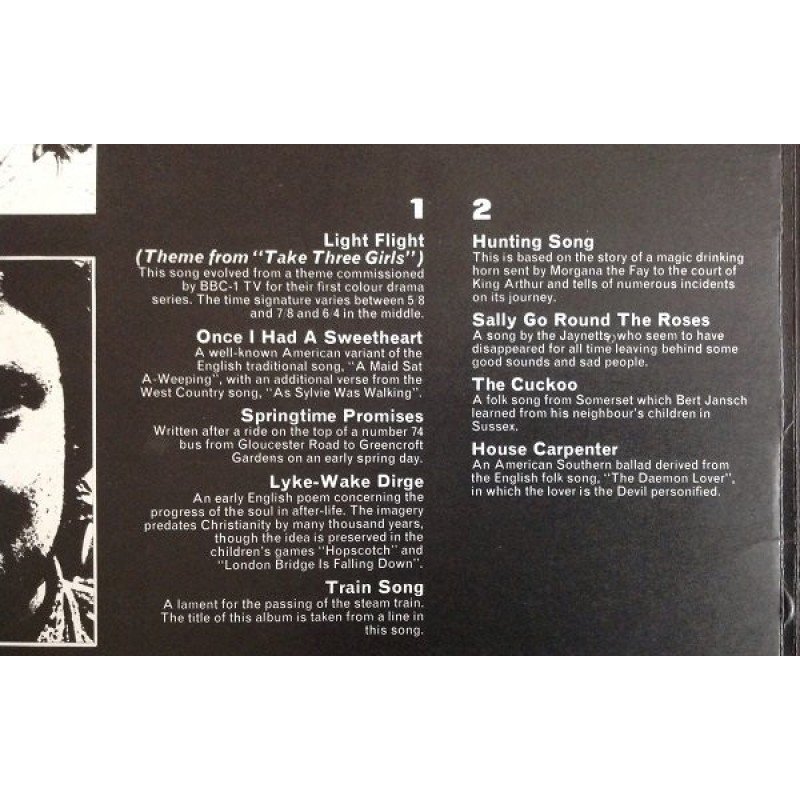 1
Light Flight
(Theme from "Take Three Girls")
This song evolved from a theme commissioned
by BBC-1 TV for their first colour drama
series. The time signature varies between 5/8
and 7/8 and 6/4 in the middle.
Once I Had A Sweetheart
A well-known American variant of the
English traditional song, "A Maid Sat
A-Weeping", with an additional verse from the
West Country song, "As Sylvie Was Walking".
Springtime Promises
Written after a ride on the top of a number 74
bus from Gloucester Road to Greencroft
Gardens on an early spring day.
Lyke-Wake Dirge
An early English poem concerning the
progress of the soul in after-life. The imagery
predates Christianity by many thousand years,
though the idea is preserved in the
children's games "Hopscotch" and
"London Bridge Is Falling Down".
Train Song
A lament for the passing of the steam train.
The title of this album is taken from a line in
this song.
2
Hunting Song
This is based on the story of a magic drinking
horn sent by Morgana the Fay to the court of
King Arthur and tells of numerous incidents
on its journey.
Sally Go Round The Roses
A song by the Jaynetts, who seem to have
disappeared for all time leaving behind some
good sounds and sad people.
The Cuckoo
A folk song from Somerset which Bert Jansch
learned from his neighbour's children in
Sussex.
House Carpenter
An American Southern ballad derived from
the English folk song, "The Daemon Lover",
in which the lover is the Devil personified.